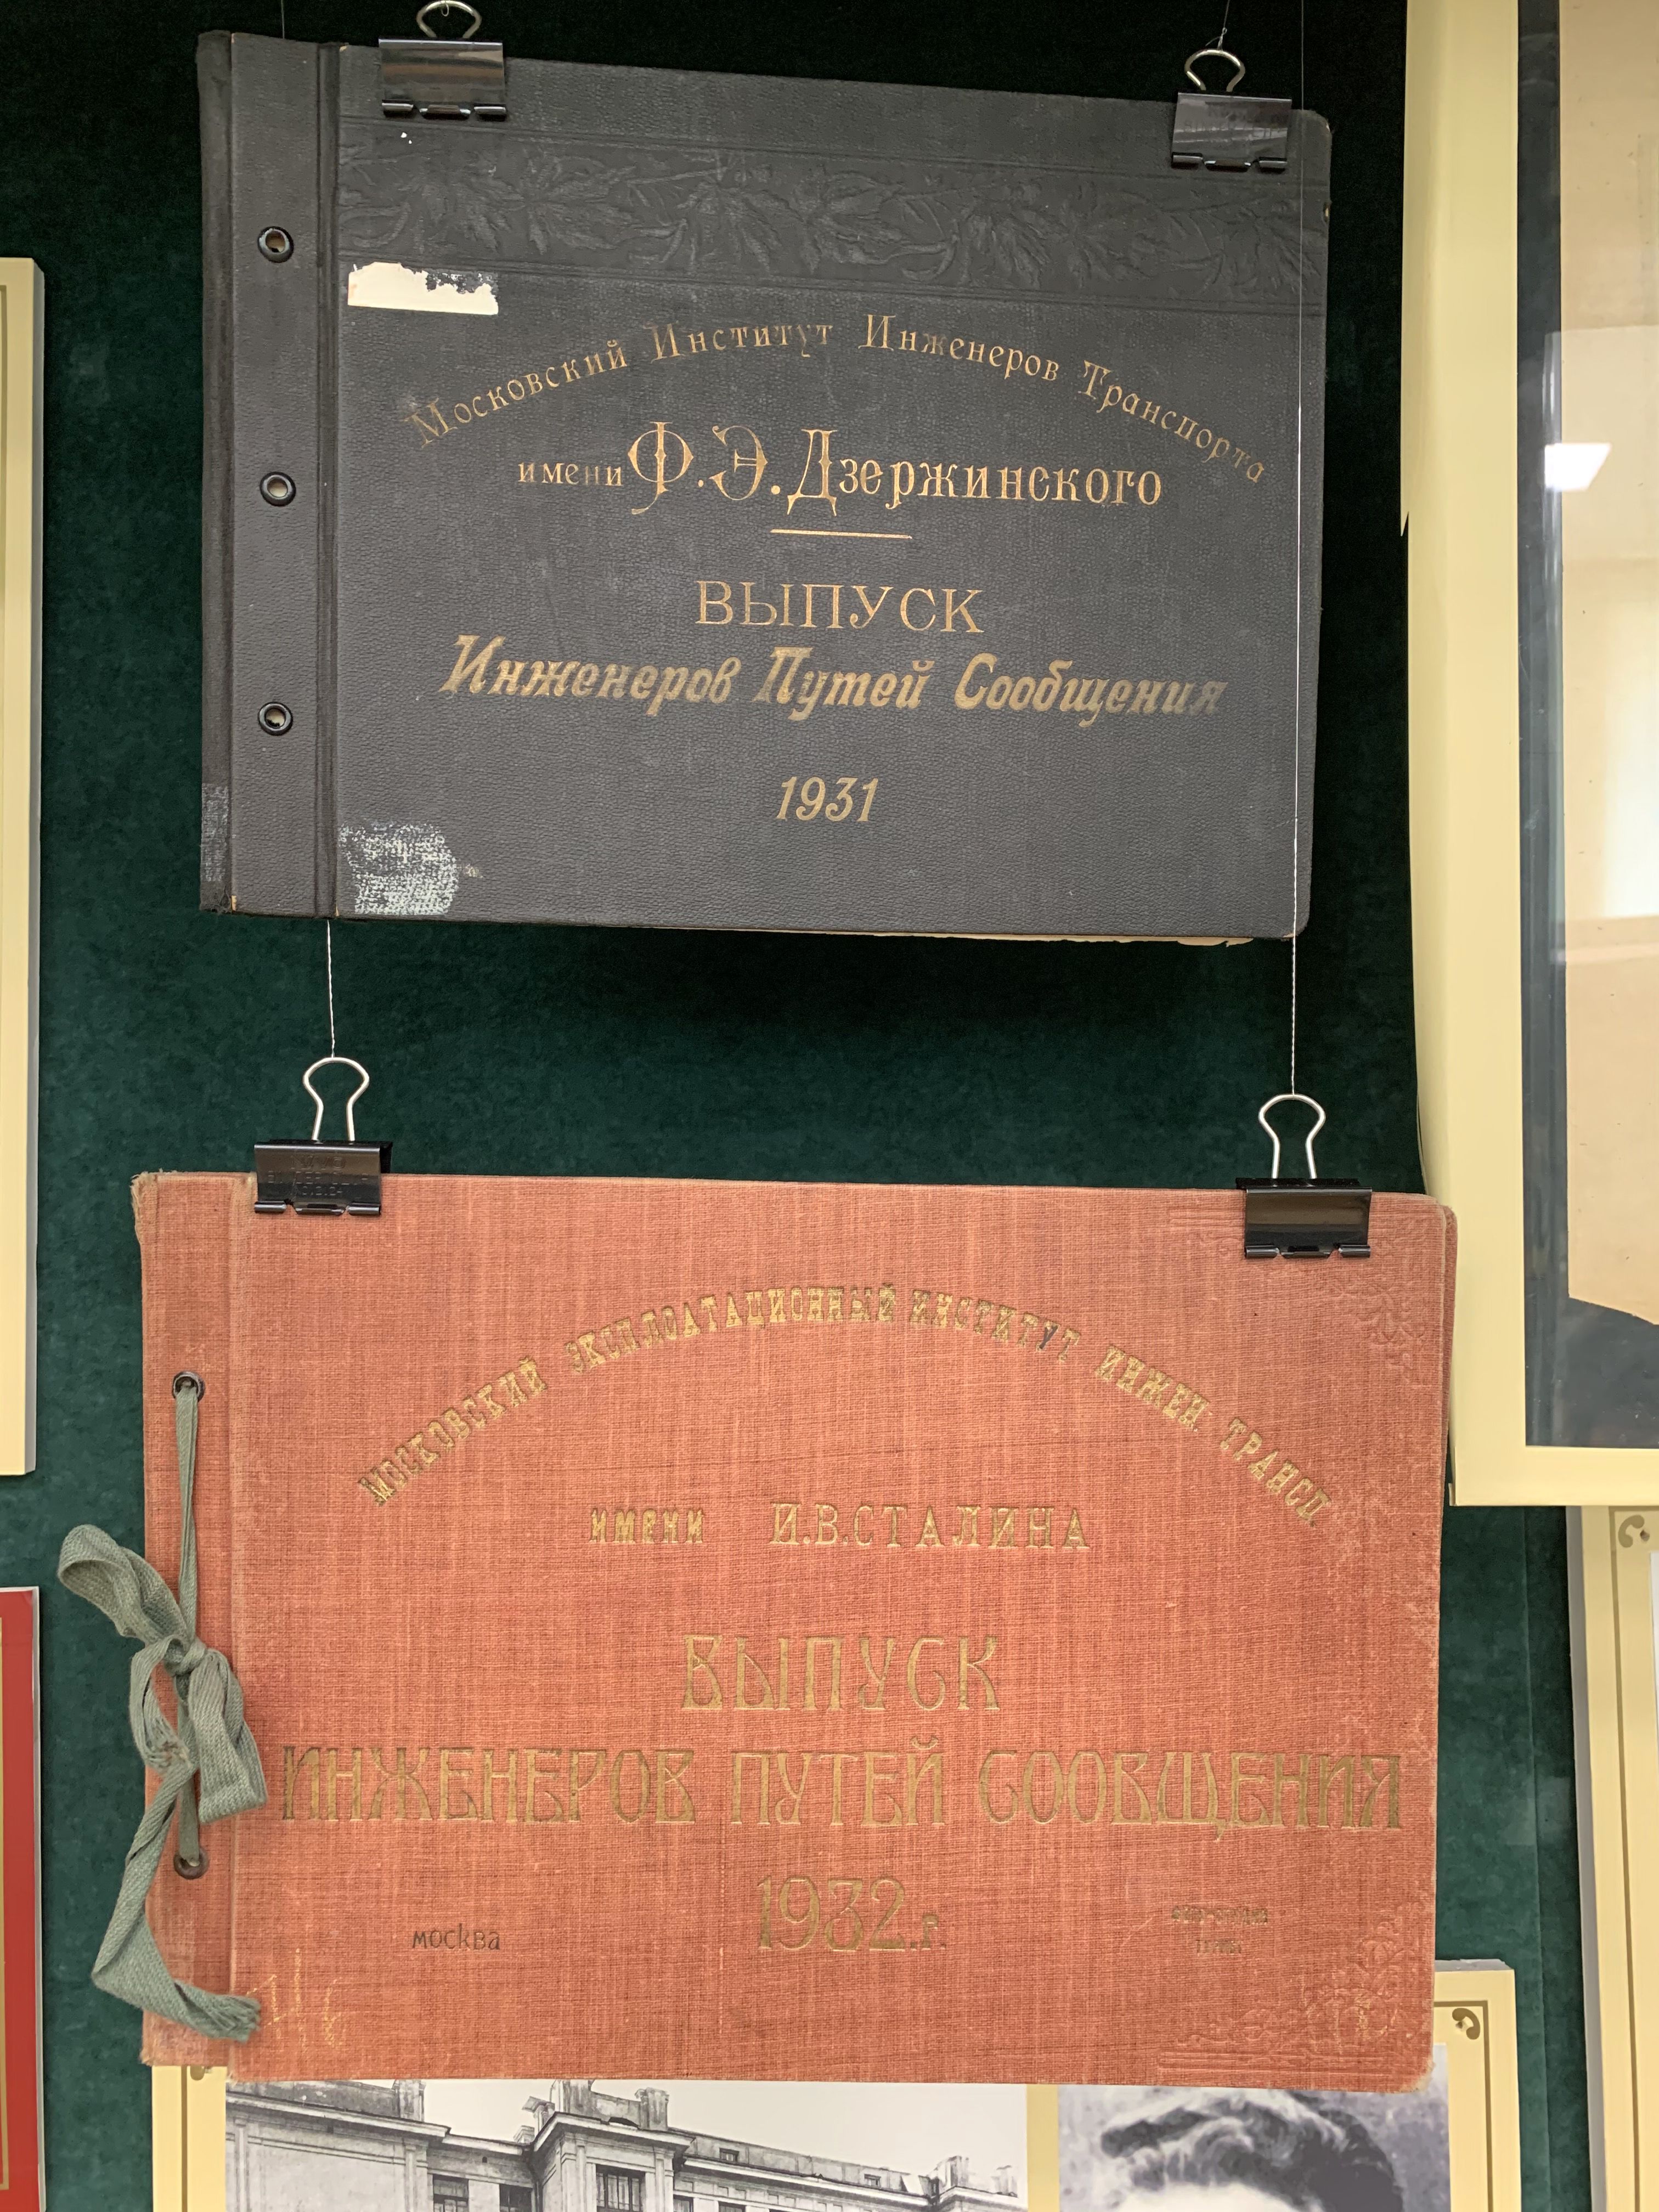 Московский Институт Инженеров Транспорта
имени Ф.Э.Дзержинского
ВЫПУСК
Инженеров Путей Сообщения
1931
МОСКОВСКИЙ ЭКСПЛОАТАЦИОННЫЙ ИНСТИТУТ ИНЖЕН. ТРАНСП.
ИМЕНИ И.В.СТАЛИНА
ВЫПУСК
ИНЖЕНЕРОВ ПУТЕЙ СООБЩЕНИЯ
1932.г.
МОСКВА